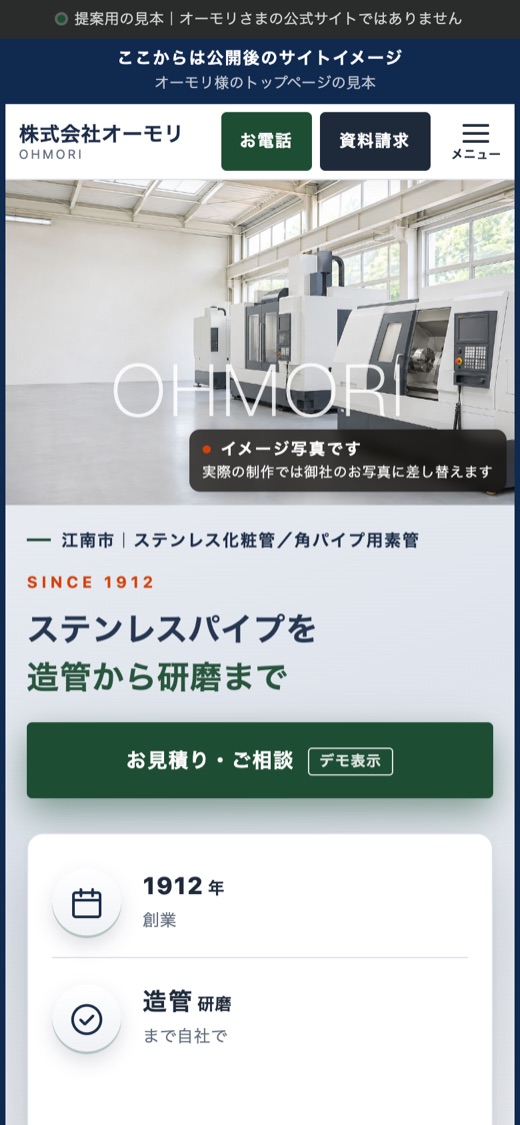 提案用の見本｜オーモリさまの公式サイトではありません
ここからは公開後のサイトイメージ
オーモリ様のトップページの見本
株式会社オーモリ
OHMORI
お電話
資料請求
メニュー
OHMORI
イメージ写真です
実際の制作では御社のお写真に差し替えます
江南市｜ステンレス化粧管／角パイプ用素管
SINCE 1912
ステンレスパイプを
造管から研磨まで
お見積り・ご相談 デモ表示
1912 年
創業
造管 研磨
まで自社で